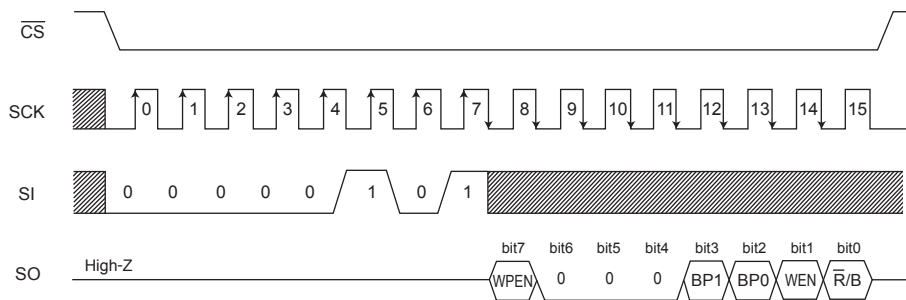 C̅S̅
SCK 0 1 2 3 4 5 6 7 8 9 10 11 12 13 14 15
SI 0 0 0 0 0 1 0 1
bit7 bit6 bit5 bit4 bit3 bit2 bit1 bit0
SO High-Z WPEN 0 0 0 BP1 BP0 WEN R̅/B